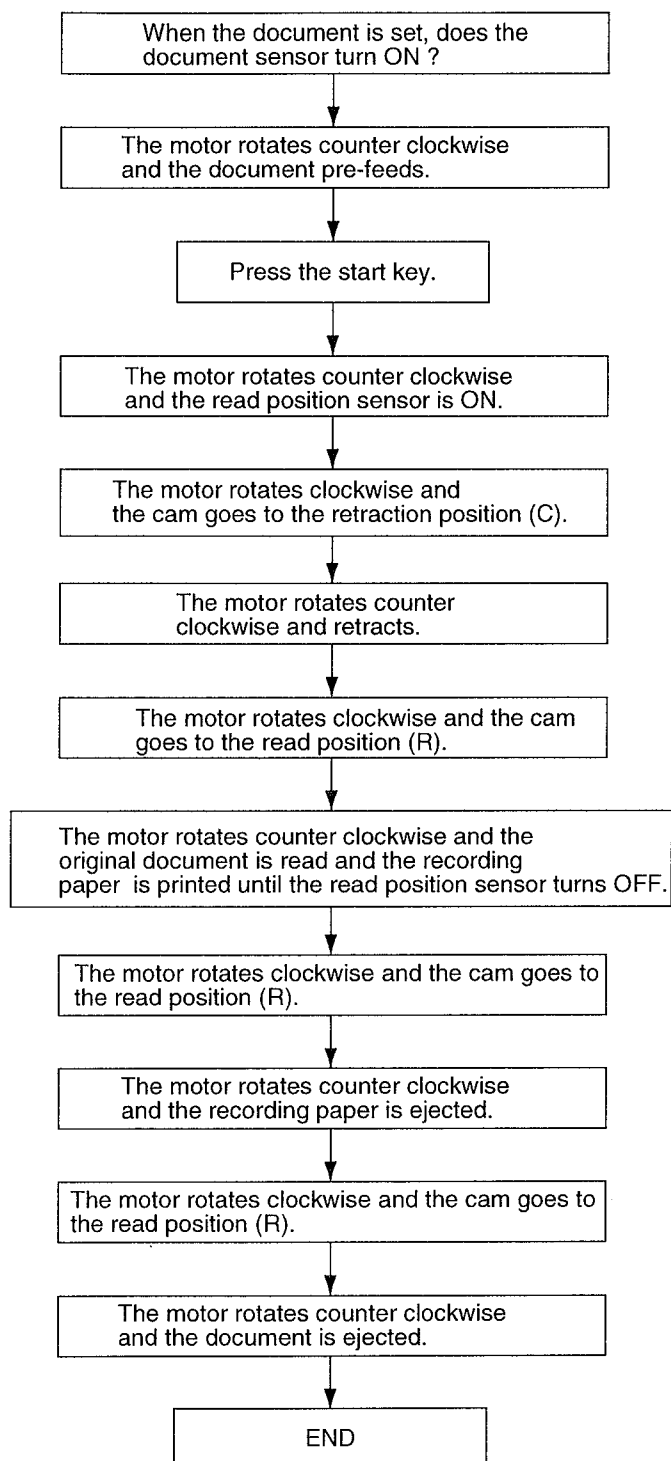 When the document is set, does the
document sensor turn ON ?
The motor rotates counter clockwise
and the document pre-feeds.
Press the start key.
The motor rotates counter clockwise
and the read position sensor is ON.
The motor rotates clockwise and
the cam goes to the retraction position (C).
The motor rotates counter
clockwise and retracts.
The motor rotates clockwise and the cam
goes to the read position (R).
The motor rotates counter clockwise and the
original document is read and the recording
paper is printed until the read position sensor turns OFF.
The motor rotates clockwise and the cam goes to
the read position (R).
The motor rotates counter clockwise
and the recording paper is ejected.
The motor rotates clockwise and the cam goes to
the read position (R).
The motor rotates counter clockwise
and the document is ejected.
END